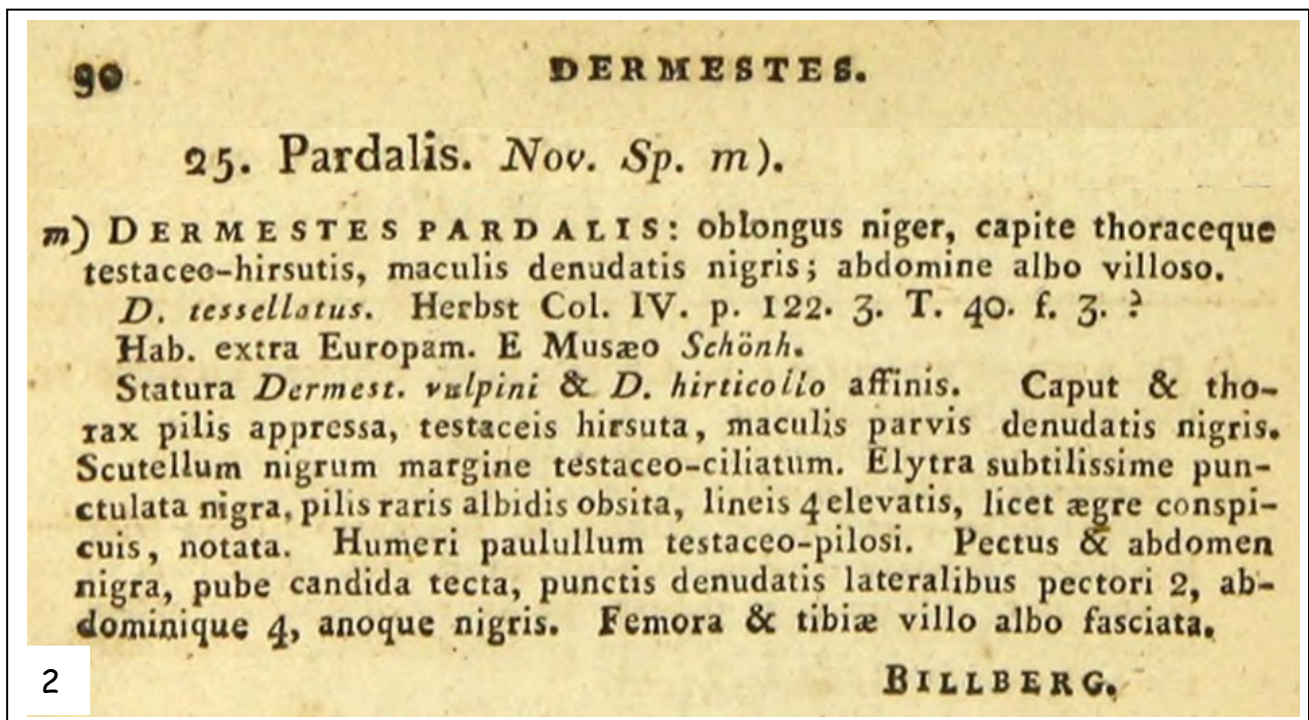 90 DERMESTES.
25. Pardalis. Nov. Sp. m).
m) DERMESTES PARDALIS: oblongus niger, capite thoraceque
testaceo-hirsutis, maculis denudatis nigris; abdomine albo villoso.
D. tessellatus. Herbst Col. IV. p. 122. 3. T. 40. f. 3. ?
Hab. extra Europam. E Musæo Schönh.
Statura Dermest. vulpini & D. hirticollo affinis. Caput & tho-
rax pilis appressa, testaceis hirsuta, maculis parvis denudatis nigris.
Scutellum nigrum margine testaceo-ciliatum. Elytra subtilissime pun-
ctulata nigra, pilis raris albidis obsita, lineis 4 elevatis, licet ægre conspi-
cuis, notata. Humeri paulullum testaceo-pilosi. Pectus & abdomen
nigra, pube candida tecta, punctis denudatis lateralibus pectori 2, ab-
dominique 4, anoque nigris. Femora & tibiæ villo albo fasciata.
BILLBERG.
2